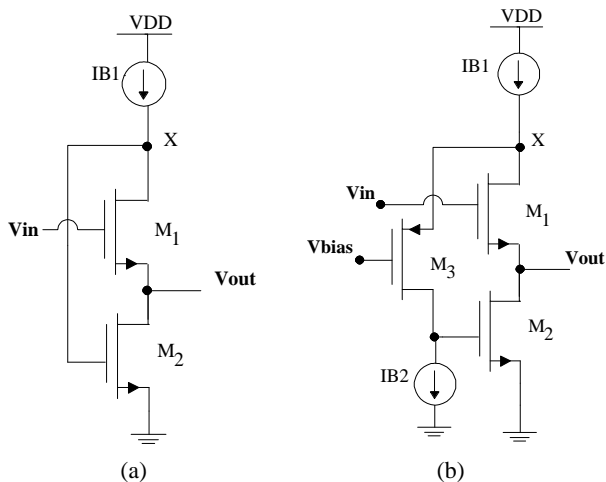 VDD
IB1
X
Vin
M1
Vout
M2
(a)
VDD
IB1
X
Vin
M1
Vbias
M3
Vout
M2
IB2
(b)